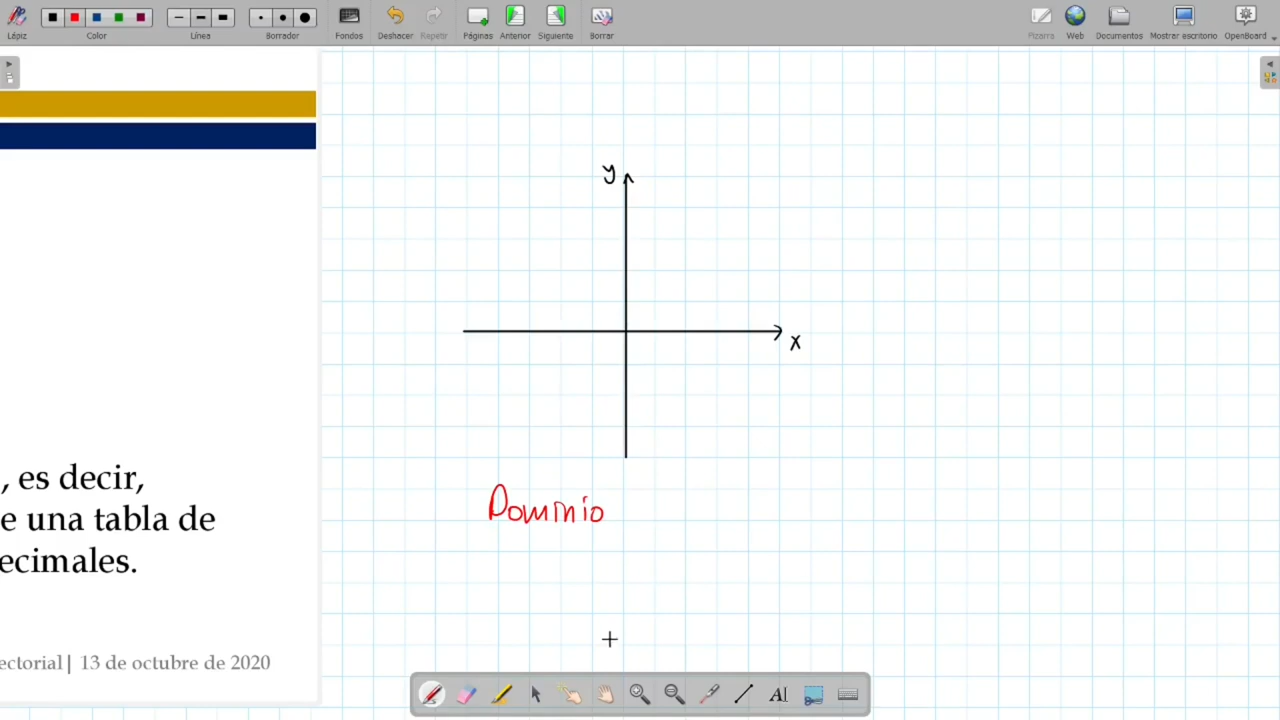 Lápiz
Color
Línea
Borrador
Fondos
Deshacer
Repetir
Páginas
Anterior
Siguiente
Borrar
Pizarra
Web
Documentos
Mostrar escritorio
OpenBoard
y
x
Dominio
, es decir,
e una tabla de
ecimales.
ectorial | 13 de octubre de 2020
AI